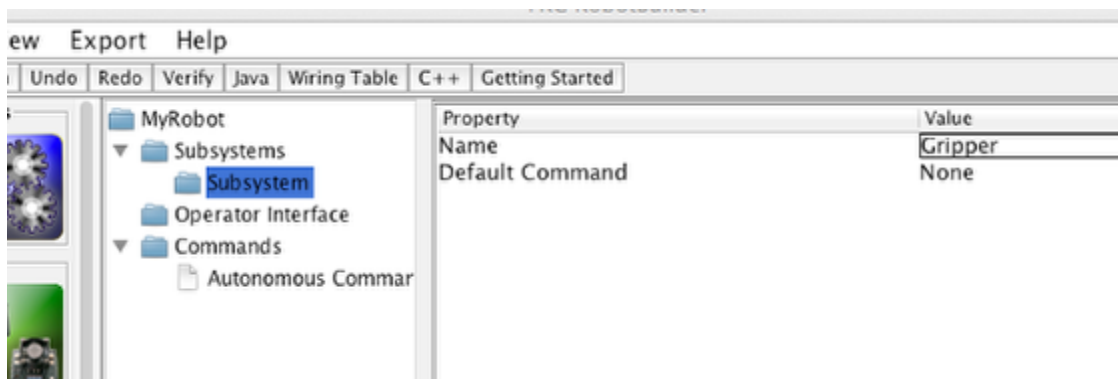 ew Export Help
Undo Redo Verify Java Wiring Table C++ Getting Started
MyRobot
Subsystems
Subsystem
Operator Interface
Commands
Autonomous Commar
Property Value
Name Gripper
Default Command None